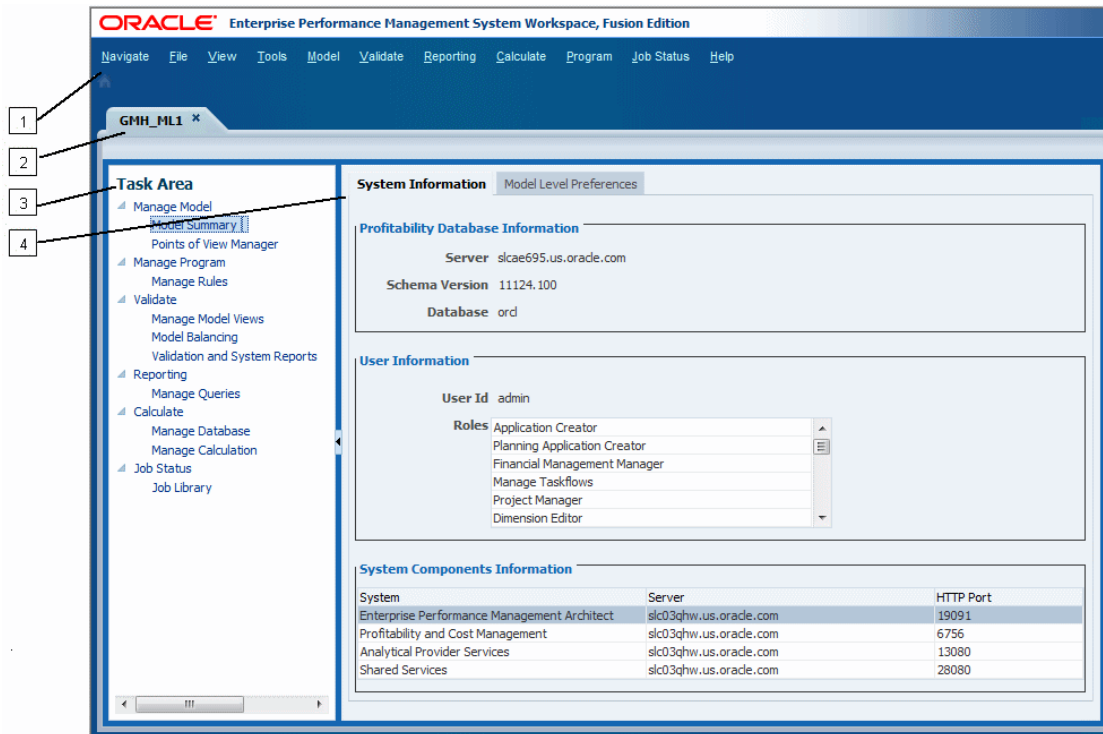 ORACLE® Enterprise Performance Management System Workspace, Fusion Edition
Navigate File View Tools Model Validate Reporting Calculate Program Job Status Help
1
GMH_ML1 ×
2
3
4
Task Area
Manage Model
Model Summary
Points of View Manager
Manage Program
Manage Rules
Validate
Manage Model Views
Model Balancing
Validation and System Reports
Reporting
Manage Queries
Calculate
Manage Database
Manage Calculation
Job Status
Job Library
System Information Model Level Preferences
Profitability Database Information
Server slcae695.us.oracle.com
Schema Version 11124.100
Database orcl
User Information
User Id admin
Roles Application Creator
Planning Application Creator
Financial Management Manager
Manage Taskflows
Project Manager
Dimension Editor
System Components Information
System Server HTTP Port
Enterprise Performance Management Architect slc03qhw.us.oracle.com 19091
Profitability and Cost Management slc03qhw.us.oracle.com 6756
Analytical Provider Services slc03qhw.us.oracle.com 13080
Shared Services slc03qhw.us.oracle.com 28080